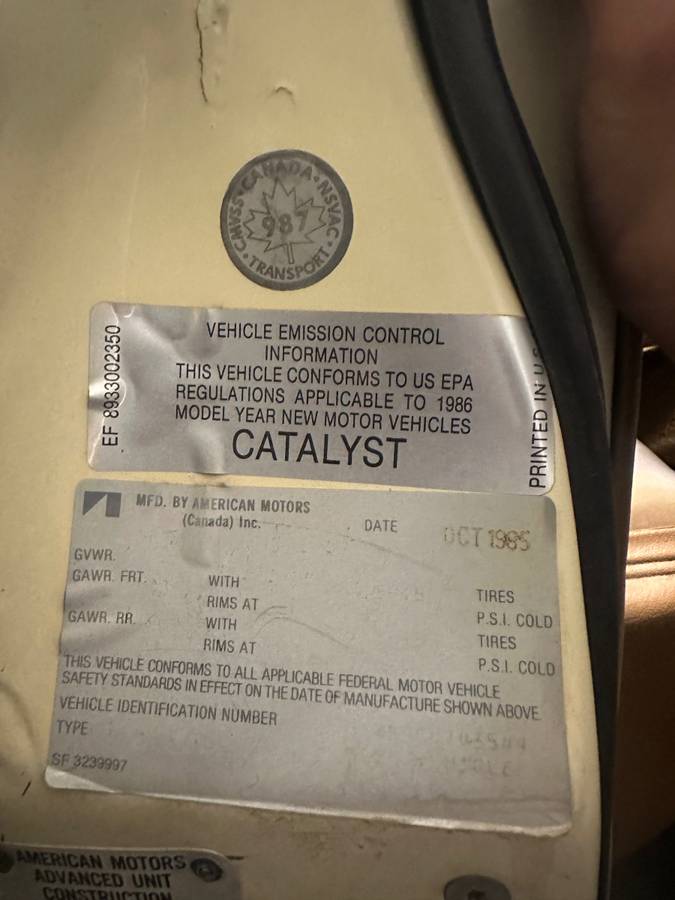 CMVSS • CANADA • NSVAC • TRANSPORT •
987
VEHICLE EMISSION CONTROL
INFORMATION
THIS VEHICLE CONFORMS TO US EPA
REGULATIONS APPLICABLE TO 1986
MODEL YEAR NEW MOTOR VEHICLES
CATALYST
EF 8933002350
PRINTED IN U.S
MFD. BY AMERICAN MOTORS
(Canada) Inc.
DATE OCT 1985
GVWR.
GAWR. FRT. WITH TIRES
RIMS AT P.S.I. COLD
GAWR. RR. WITH TIRES
RIMS AT P.S.I. COLD
THIS VEHICLE CONFORMS TO ALL APPLICABLE FEDERAL MOTOR VEHICLE
SAFETY STANDARDS IN EFFECT ON THE DATE OF MANUFACTURE SHOWN ABOVE.
VEHICLE IDENTIFICATION NUMBER
TYPE
SF 3239997
AMERICAN MOTORS
ADVANCED UNIT
CONSTRUCTION